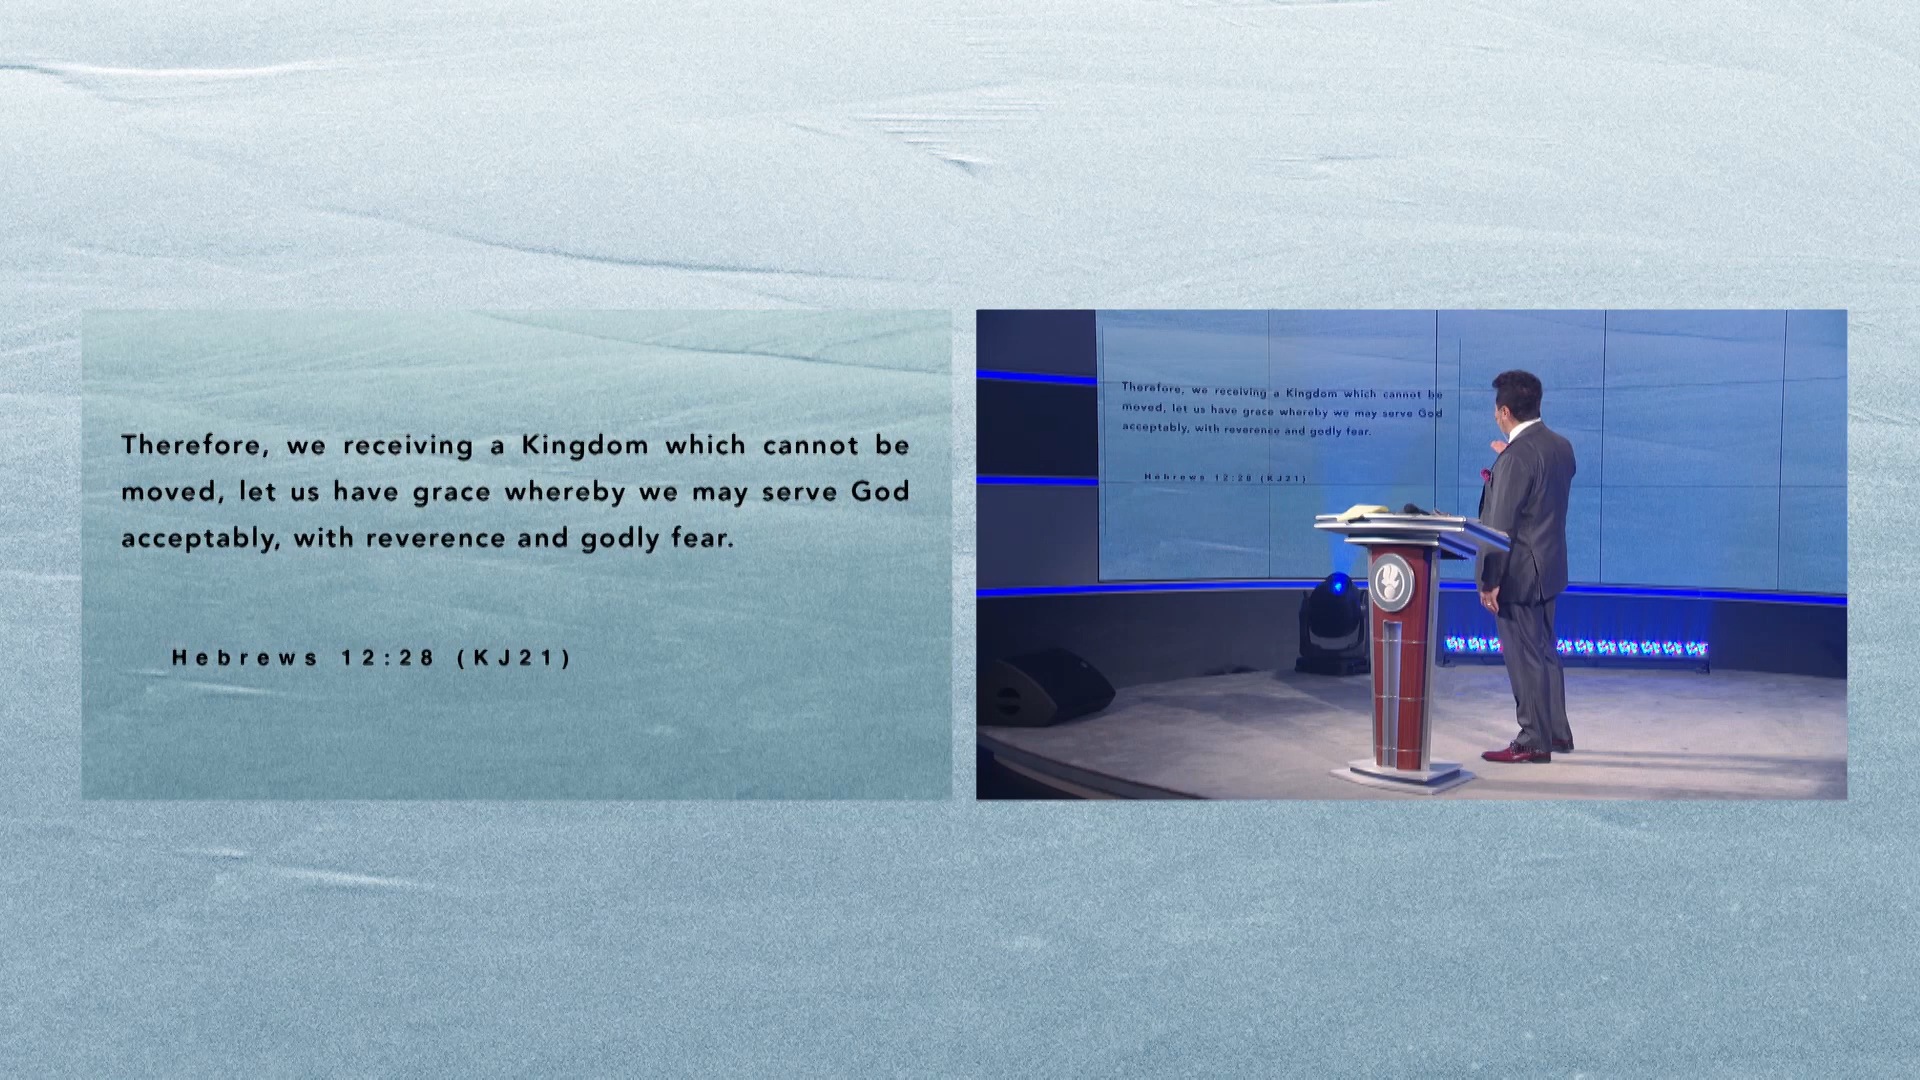 Therefore, we receiving a Kingdom which cannot be
moved, let us have grace whereby we may serve God
acceptably, with reverence and godly fear.
Hebrews 12:28 (KJ21)
Therefore, we receiving a Kingdom which cannot be
moved, let us have grace whereby we may serve God
acceptably, with reverence and godly fear.
Hebrews 12:28 (KJ21)